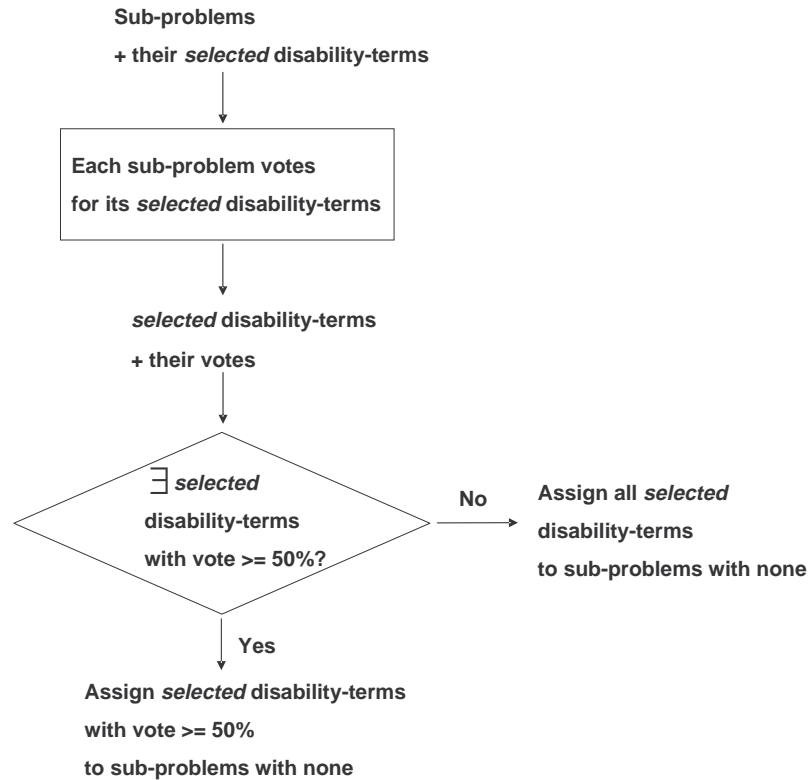 Sub-problems
+ their selected disability-terms
Each sub-problem votes
for its selected disability-terms
selected disability-terms
+ their votes
∃ selected
disability-terms
with vote >= 50%?
No
Assign all selected
disability-terms
to sub-problems with none
Yes
Assign selected disability-terms
with vote >= 50%
to sub-problems with none